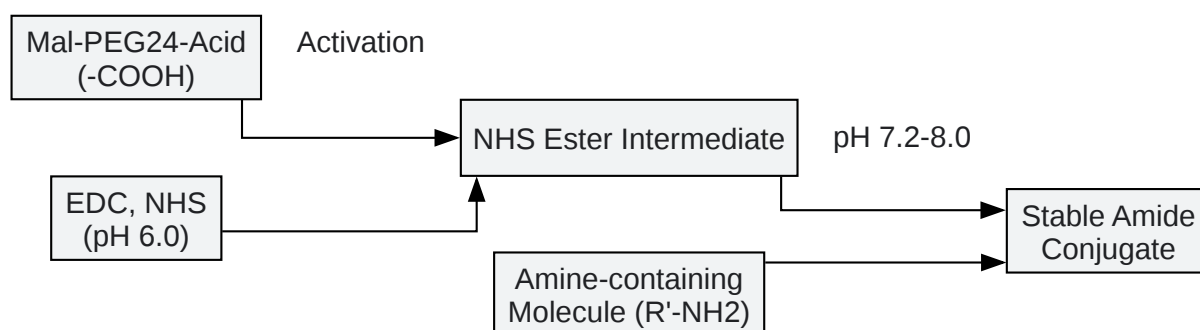 Mal-PEG24-Acid
(-COOH)
Activation
NHS Ester Intermediate
pH 7.2-8.0
EDC, NHS
(pH 6.0)
Stable Amide
Conjugate
Amine-containing
Molecule (R'-NH2)